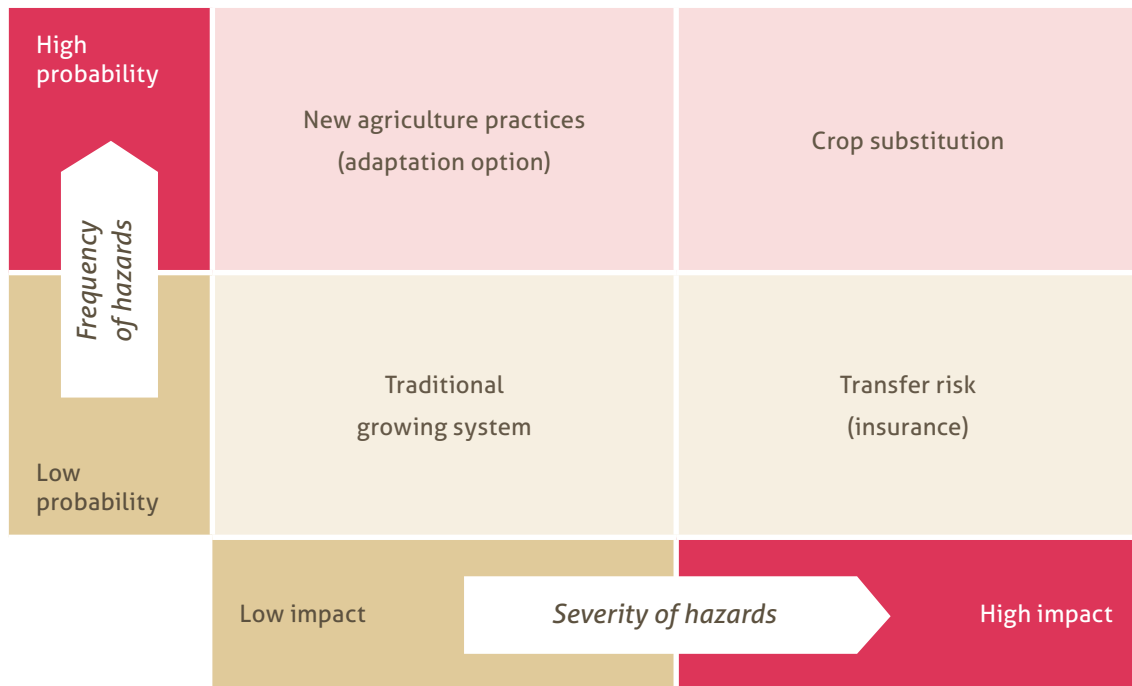 High
probability
New agriculture practices
(adaptation option)
Crop substitution
Frequency
of hazards
Traditional
growing system
Transfer risk
(insurance)
Low
probability
Low impact
Severity of hazards
High impact